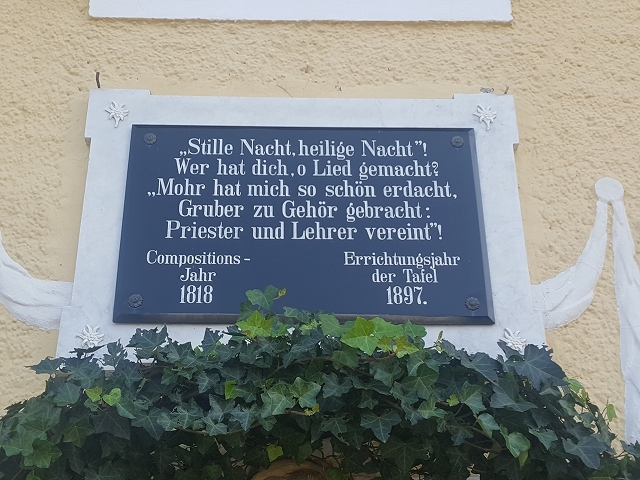 „Stille Nacht, heilige Nacht"!
Wer hat dich, o Lied gemacht?
„Mohr hat mich so schön erdacht,
Gruber zu Gehör gebracht:
Priester und Lehrer vereint"!
Compositions-
Jahr
1818
Errichtungsjahr
der Tafel
1897.